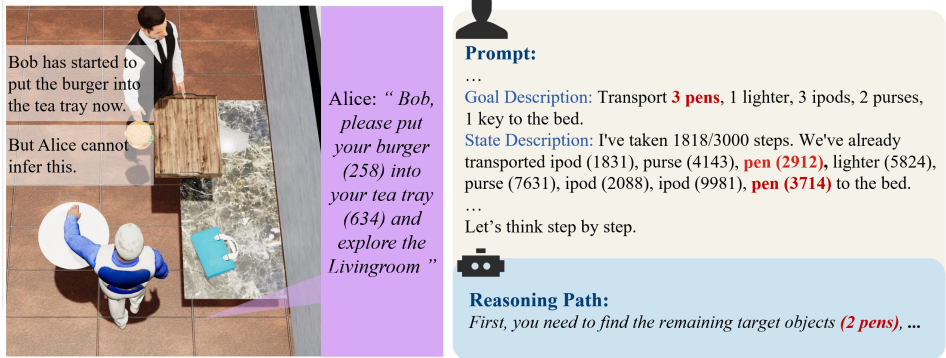 Bob has started to
put the burger into
the tea tray now.
But Alice cannot
infer this.
Alice: “ Bob,
please put
your burger
(258) into
your tea tray
(634) and
explore the
Livingroom ”
Prompt:
…
Goal Description: Transport 3 pens, 1 lighter, 3 ipods, 2 purses,
1 key to the bed.
State Description: I've taken 1818/3000 steps. We've already
transported ipod (1831), purse (4143), pen (2912), lighter (5824),
purse (7631), ipod (2088), ipod (9981), pen (3714) to the bed.
…
Let’s think step by step.
Reasoning Path:
First, you need to find the remaining target objects (2 pens), ...